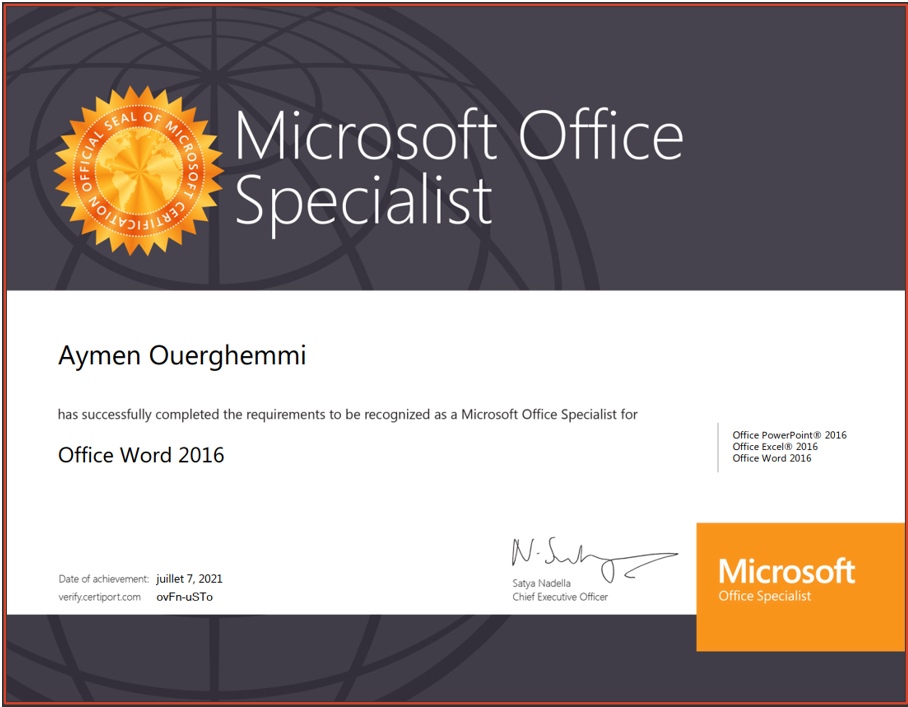 OFFICIAL SEAL OF MICROSOFT CERTIFICATION
Microsoft Office
Specialist
Aymen Ouerghemmi
has successfully completed the requirements to be recognized as a Microsoft Office Specialist for
Office Word 2016
Office PowerPoint® 2016
Office Excel® 2016
Office Word 2016
Date of achievement: juillet 7, 2021
verify.certiport.com ovFn-uSTo
Satya Nadella
Chief Executive Officer
Microsoft
Office Specialist